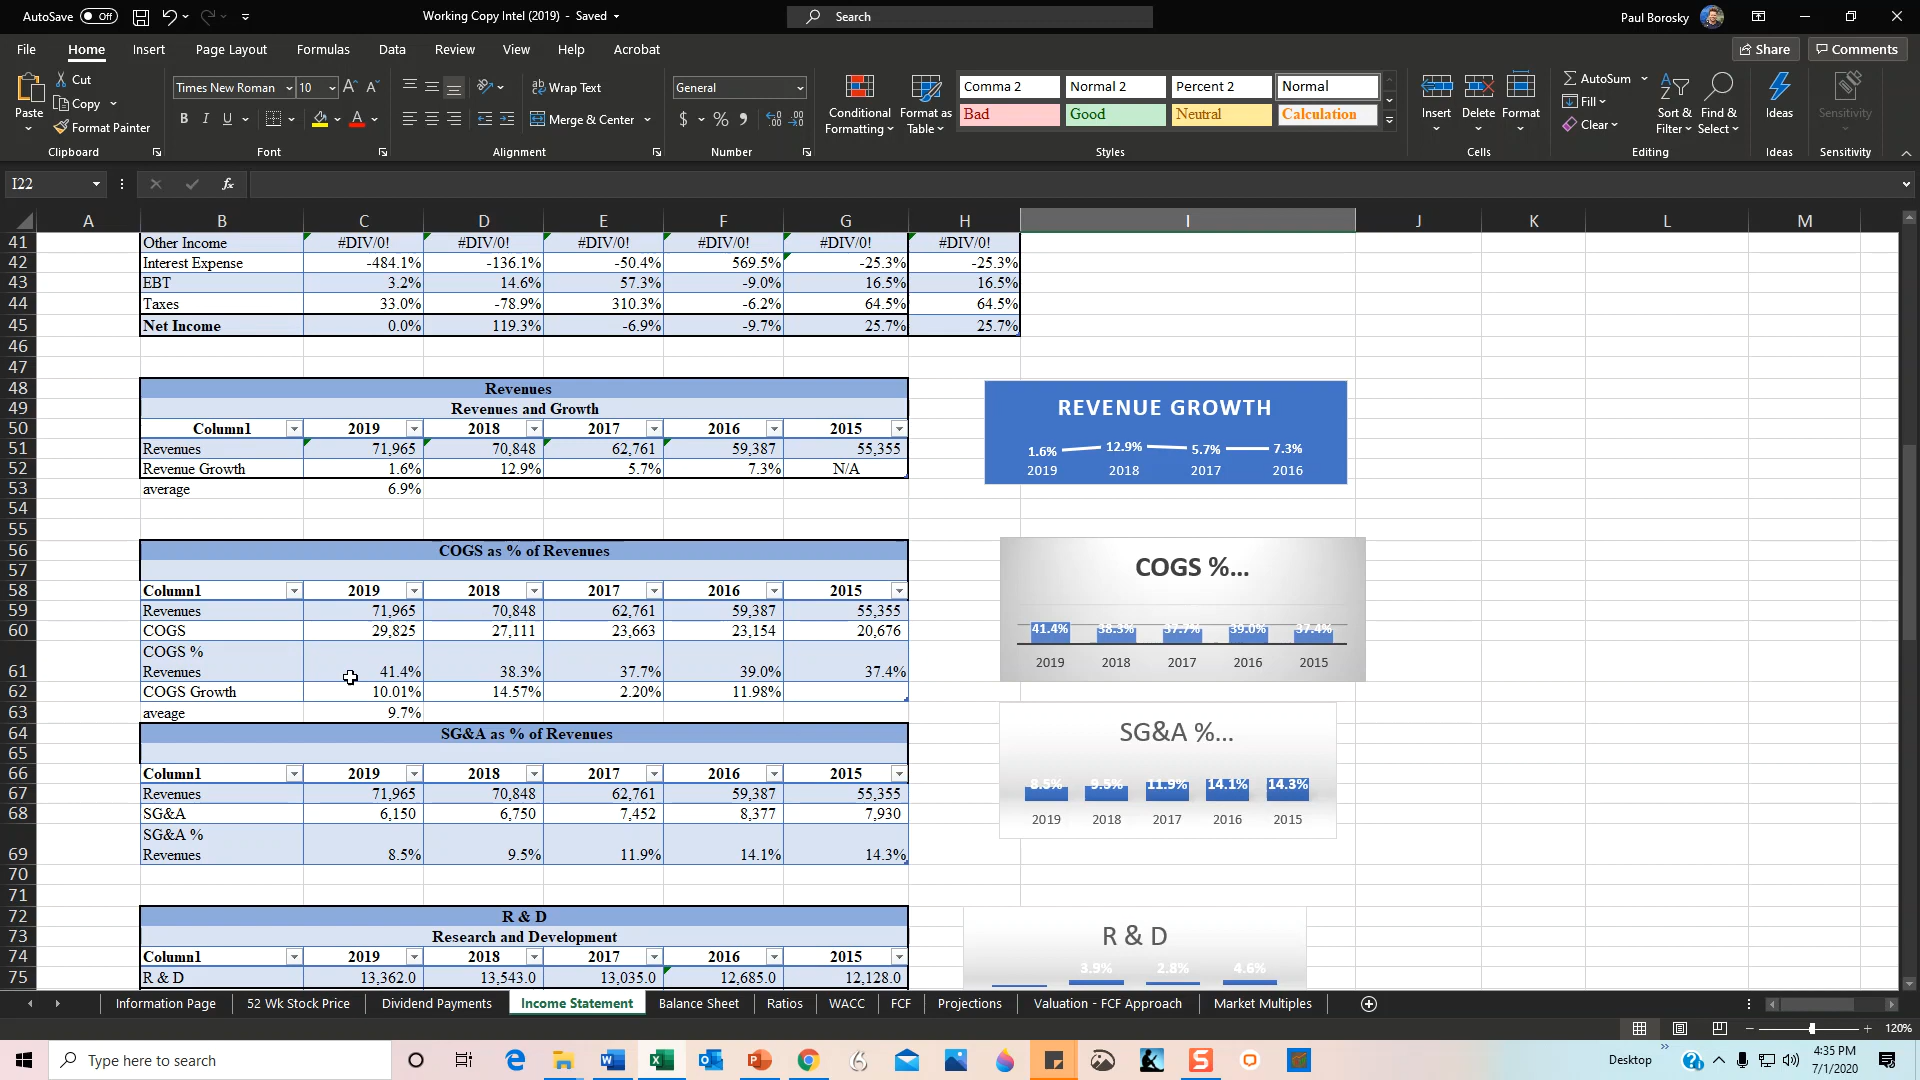 AutoSave Off Working Copy Intel (2019) - Saved Search Paul Borosky
File Home Insert Page Layout Formulas Data Review View Help Acrobat Share Comments
Paste Cut Copy Format Painter Clipboard
Times New Roman 10 B I U A Font
Wrap Text Merge & Center Alignment
General $ % Number
Conditional Formatting Format as Table
Comma 2 Normal 2 Percent 2 Normal
Bad Good Neutral Calculation
Styles
Insert Delete Format Cells
AutoSum Fill Clear Sort & Filter Find & Select Editing
Ideas Ideas
Sensitivity Sensitivity
I22 fx
A B C D E F G H I J K L M
41 Other Income #DIV/0! #DIV/0! #DIV/0! #DIV/0! #DIV/0! #DIV/0!
42 Interest Expense -484.1% -136.1% -50.4% 569.5% -25.3% -25.3%
43 EBT 3.2% 14.6% 57.3% -9.0% 16.5% 16.5%
44 Taxes 33.0% -78.9% 310.3% -6.2% 64.5% 64.5%
45 Net Income 0.0% 119.3% -6.9% -9.7% 25.7% 25.7%
46
47
48 Revenues
49 Revenues and Growth
50 Column1 2019 2018 2017 2016 2015
51 Revenues 71,965 70,848 62,761 59,387 55,355
52 Revenue Growth 1.6% 12.9% 5.7% 7.3% N/A
53 average 6.9%
54
55
56 COGS as % of Revenues
57
58 Column1 2019 2018 2017 2016 2015
59 Revenues 71,965 70,848 62,761 59,387 55,355
60 COGS 29,825 27,111 23,663 23,154 20,676
COGS %
61 Revenues 41.4% 38.3% 37.7% 39.0% 37.4%
62 COGS Growth 10.01% 14.57% 2.20% 11.98%
63 aveage 9.7%
64 SG&A as % of Revenues
65
66 Column1 2019 2018 2017 2016 2015
67 Revenues 71,965 70,848 62,761 59,387 55,355
68 SG&A 6,150 6,750 7,452 8,377 7,930
SG&A %
69 Revenues 8.5% 9.5% 11.9% 14.1% 14.3%
70
71
72 R & D
73 Research and Development
74 Column1 2019 2018 2017 2016 2015
75 R & D 13,362.0 13,543.0 13,035.0 12,685.0 12,128.0
REVENUE GROWTH
1.6% 12.9% 5.7% 7.3%
2019 2018 2017 2016
COGS %...
41.4% 38.3% 37.7% 39.0% 37.4%
2019 2018 2017 2016 2015
SG&A %...
8.5% 9.5% 11.9% 14.1% 14.3%
2019 2018 2017 2016 2015
R & D
3.9% 2.8% 4.6%
Information Page 52 Wk Stock Price Dividend Payments Income Statement Balance Sheet Ratios WACC FCF Projections Valuation - FCF Approach Market Multiples
120%
Type here to search Desktop 4:35 PM
7/1/2020